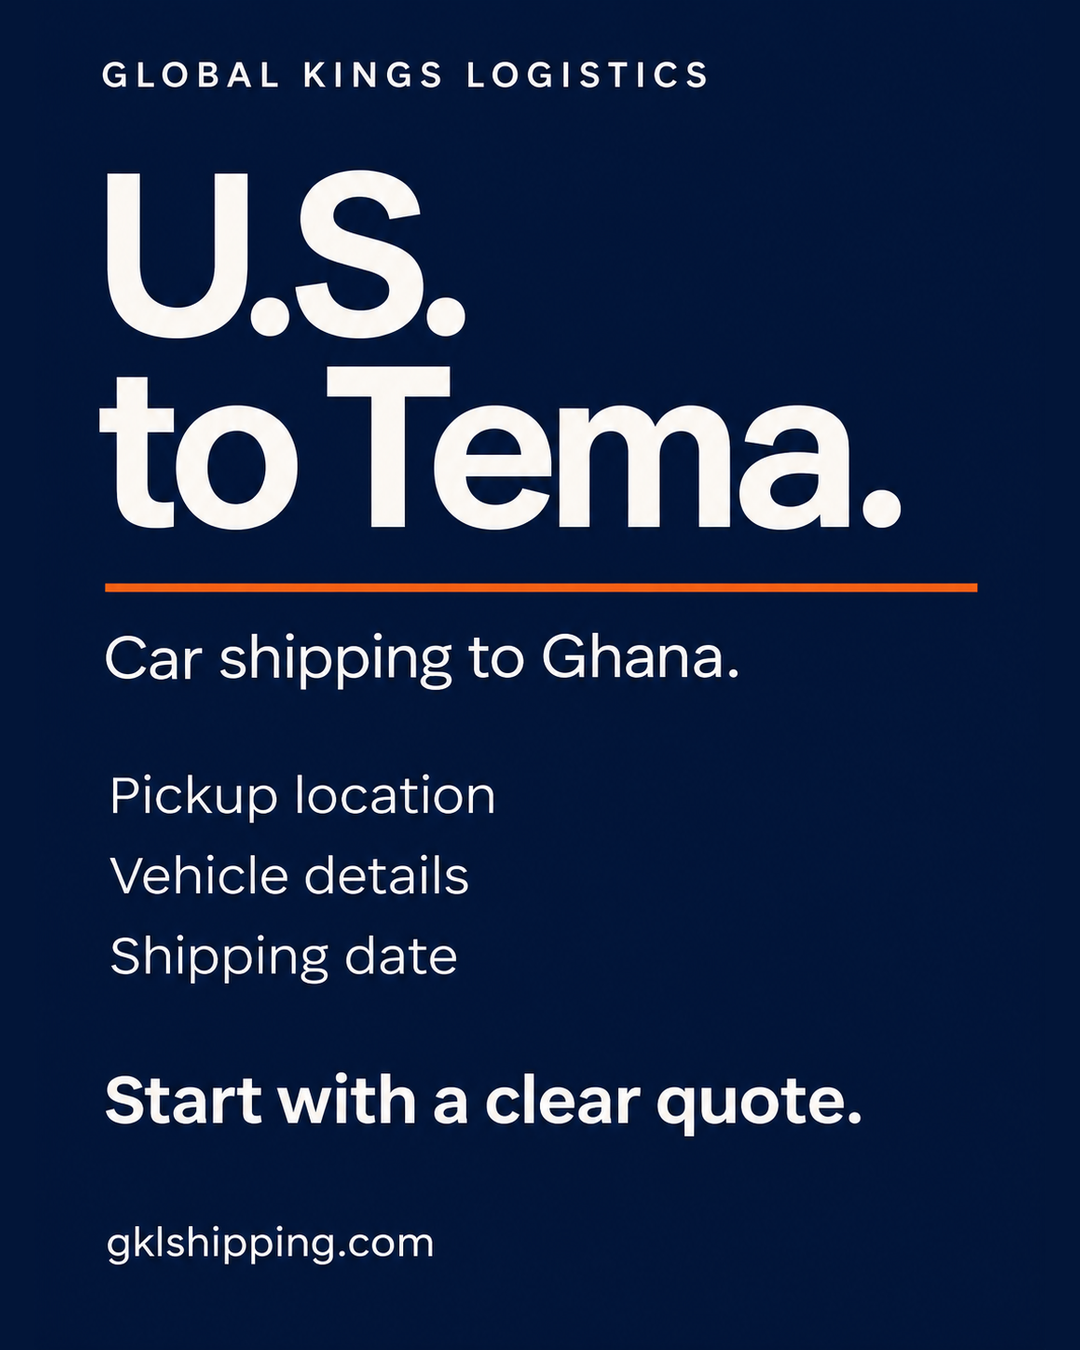 GLOBAL KINGS LOGISTICS
U.S.
to Tema.
Car shipping to Ghana.
Pickup location
Vehicle details
Shipping date
Start with a clear quote.
gklshipping.com